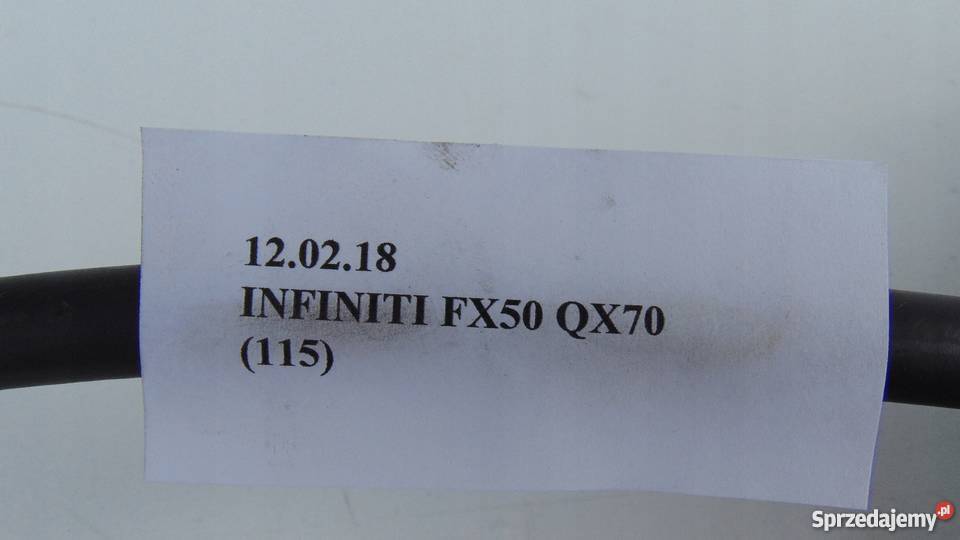 12.02.18
INFINITI FX50 QX70
(115)
Sprzedajemy.pl